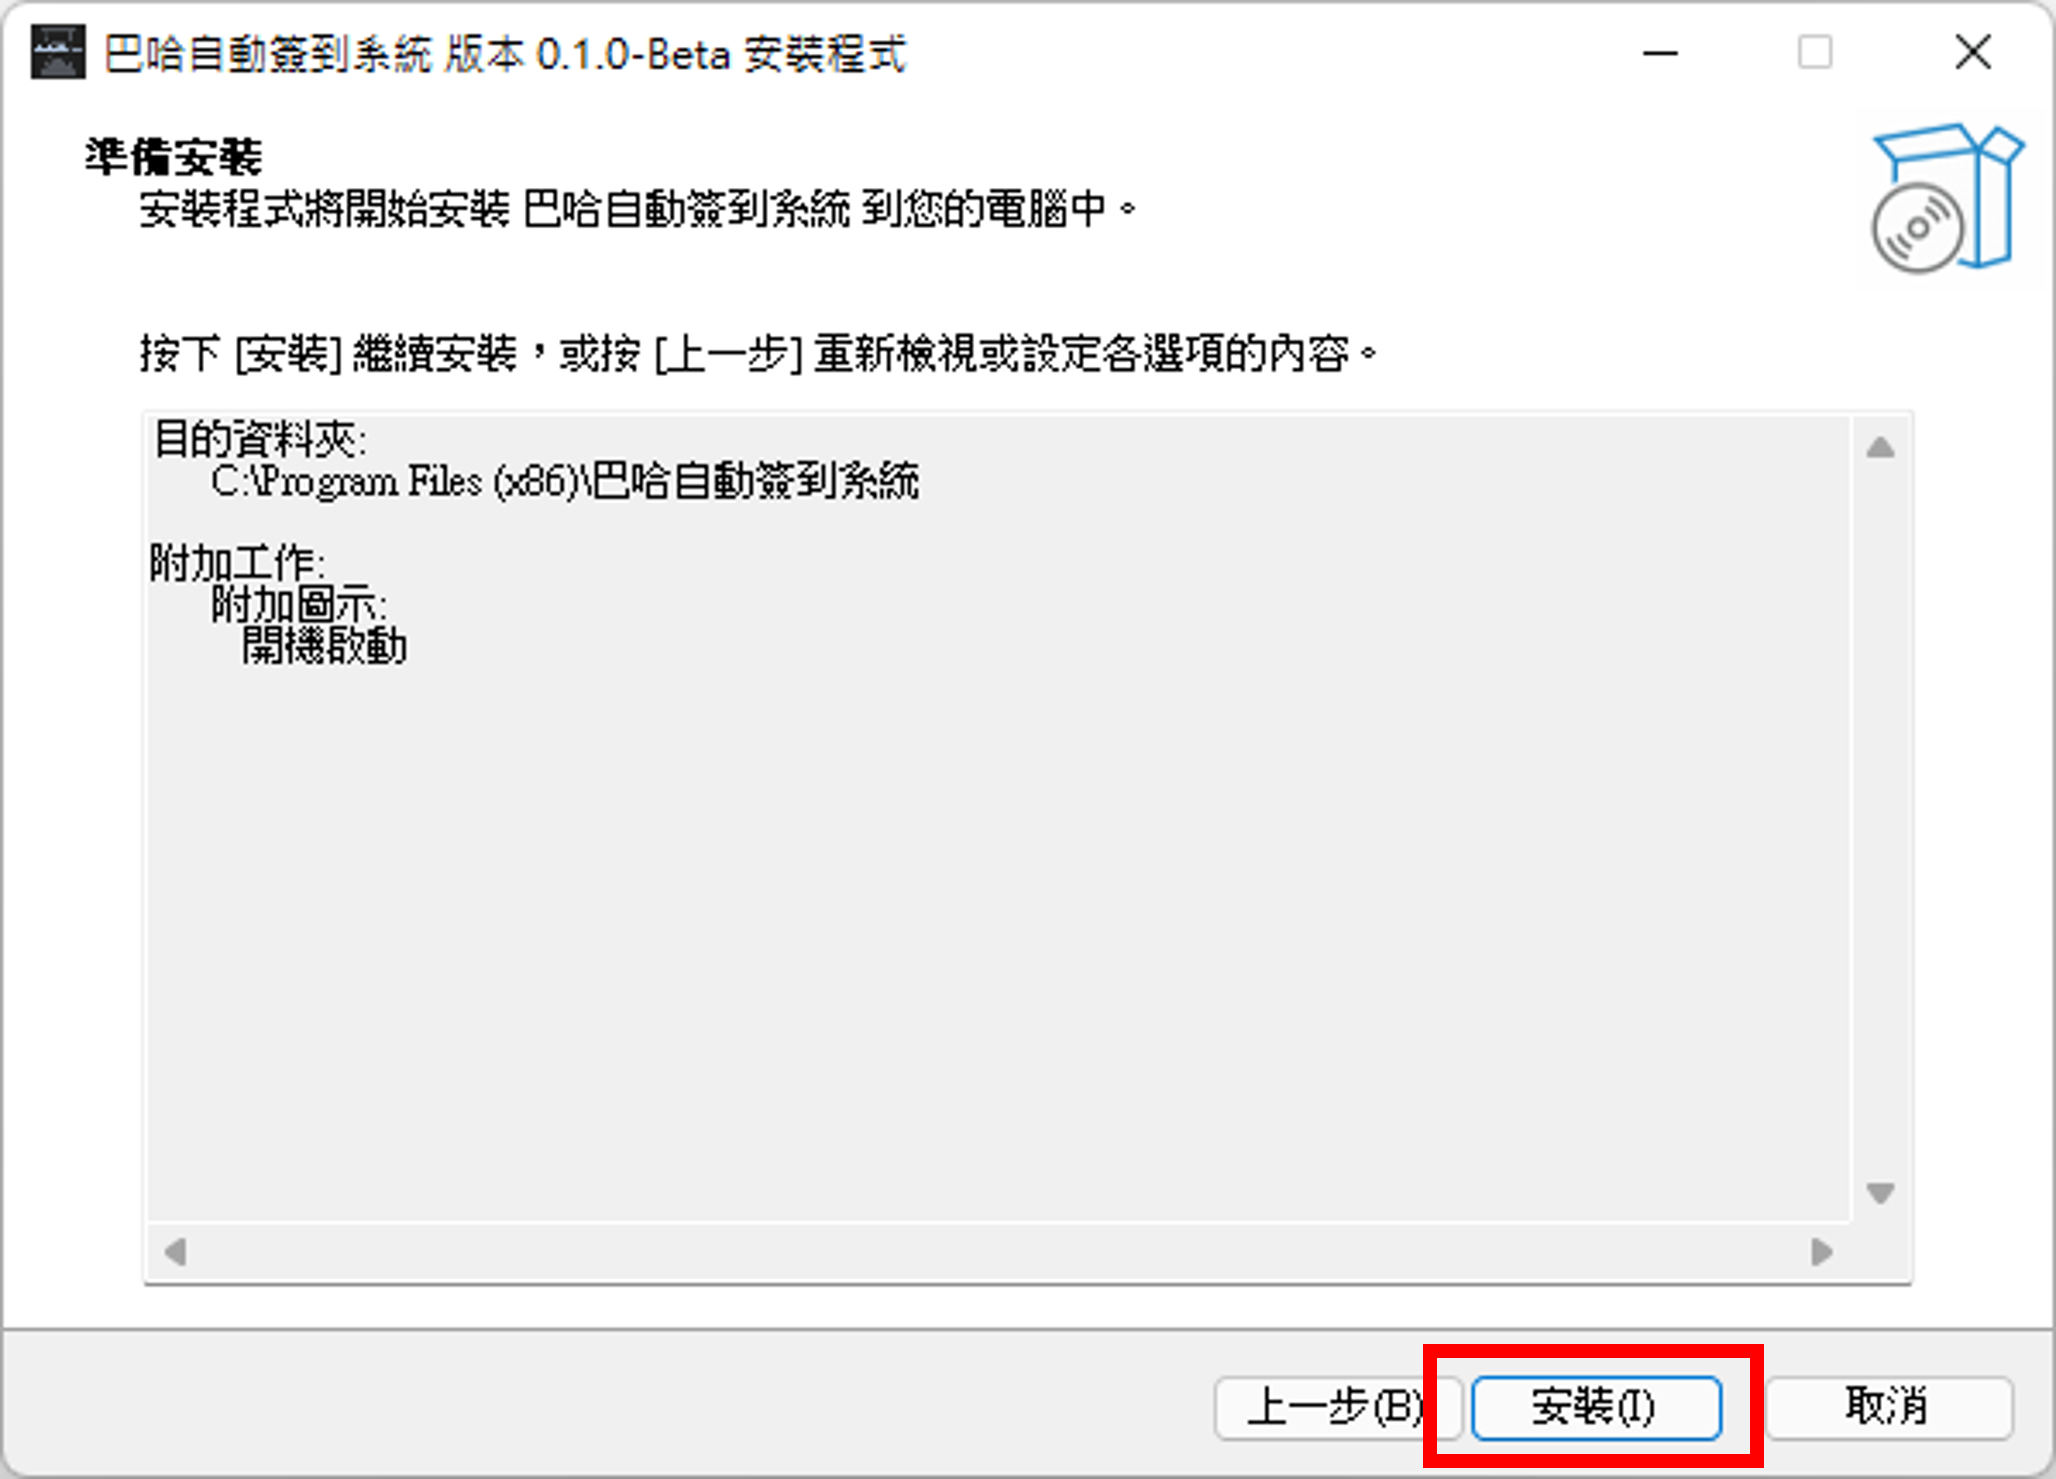 巴哈自動簽到系統 版本 0.1.0-Beta 安裝程式
準備安裝
安裝程式將開始安裝 巴哈自動簽到系統 到您的電腦中。
按下 [安裝] 繼續安裝，或按 [上一步] 重新檢視或設定各選項的內容。
目的資料夾:
C:\Program Files (x86)\巴哈自動簽到系統
附加工作:
附加圖示:
開機啟動
上一步(B)
安裝(I)
取消